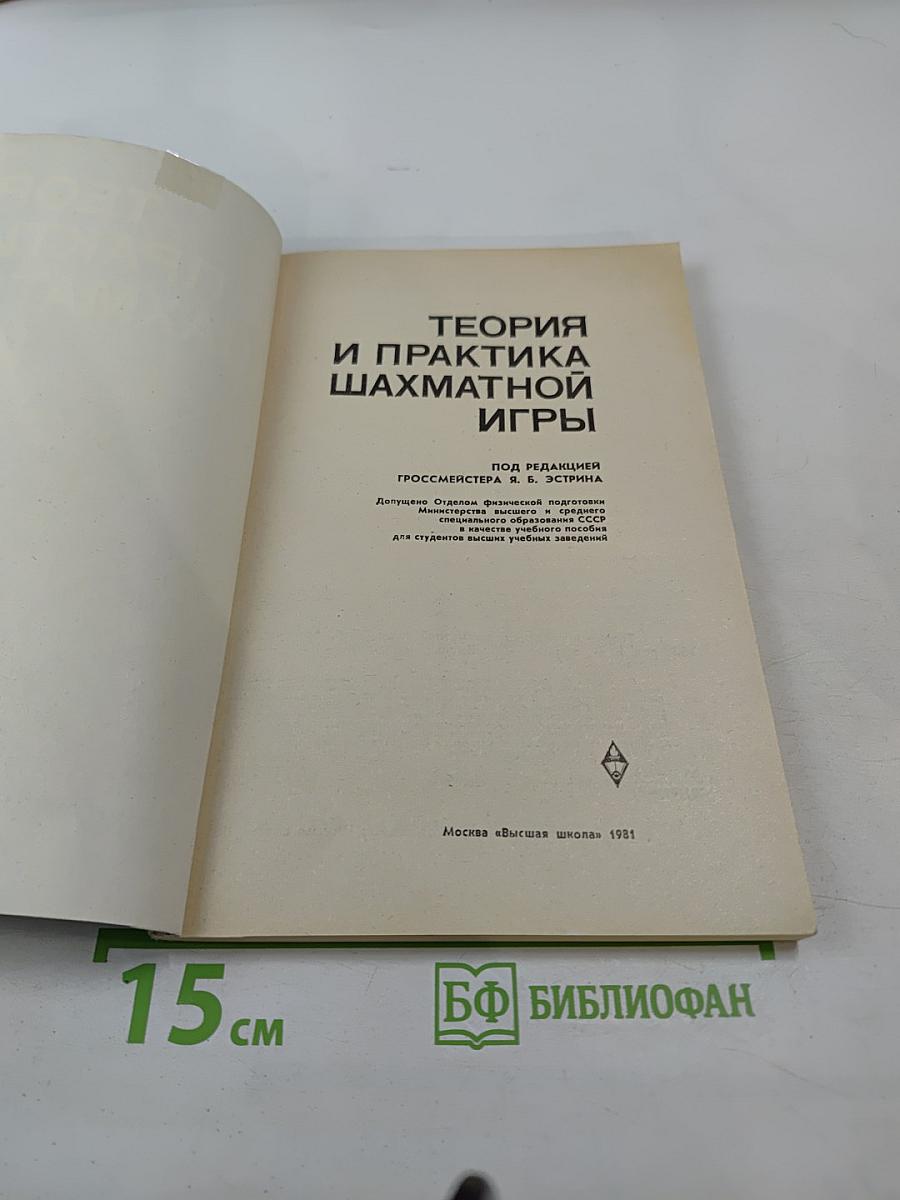 ТЕОРИЯ
И ПРАКТИКА
ШАХМАТНОЙ
ИГРЫ
ПОД РЕДАКЦИЕЙ
ГРОССМЕЙСТЕРА Я. Б. ЭСТРИНА
Допущено Отделом физической подготовки
Министерства высшего и среднего
специального образования СССР
в качестве учебного пособия
для студентов высших учебных заведений
Москва «Высшая школа» 1981
15 см
БФ БИБЛИОФАН